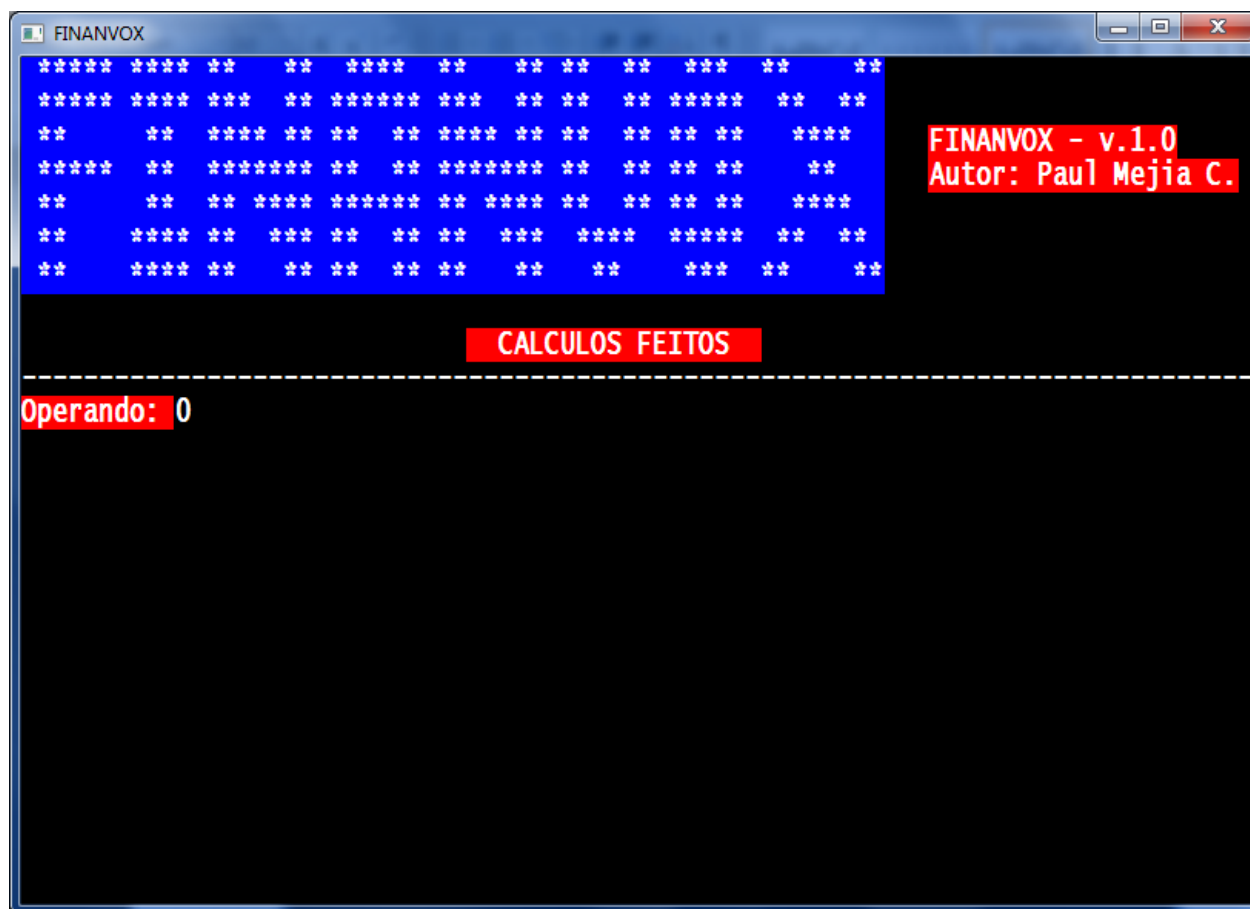 FINANVOX
***** **** **   **  ****  **   ** **  **  ***  **    **
***** **** ***  ** ****** ***  ** **  ** *****  **  **
**     **  **** ** **  ** **** ** **  ** ** **   ****
*****  **  ******* **  ** ******* **  ** ** **    **
**     **  ** **** ****** ** **** **  ** ** **   ****
**    **** **  *** **  ** **  ***  ****  *****  **  **
**    **** **   ** **  ** **   **   **    ***  **    **
FINANVOX - v.1.0
Autor: Paul Mejia C.
CALCULOS FEITOS
--------------------------------------------------------------------------------
Operando: 0